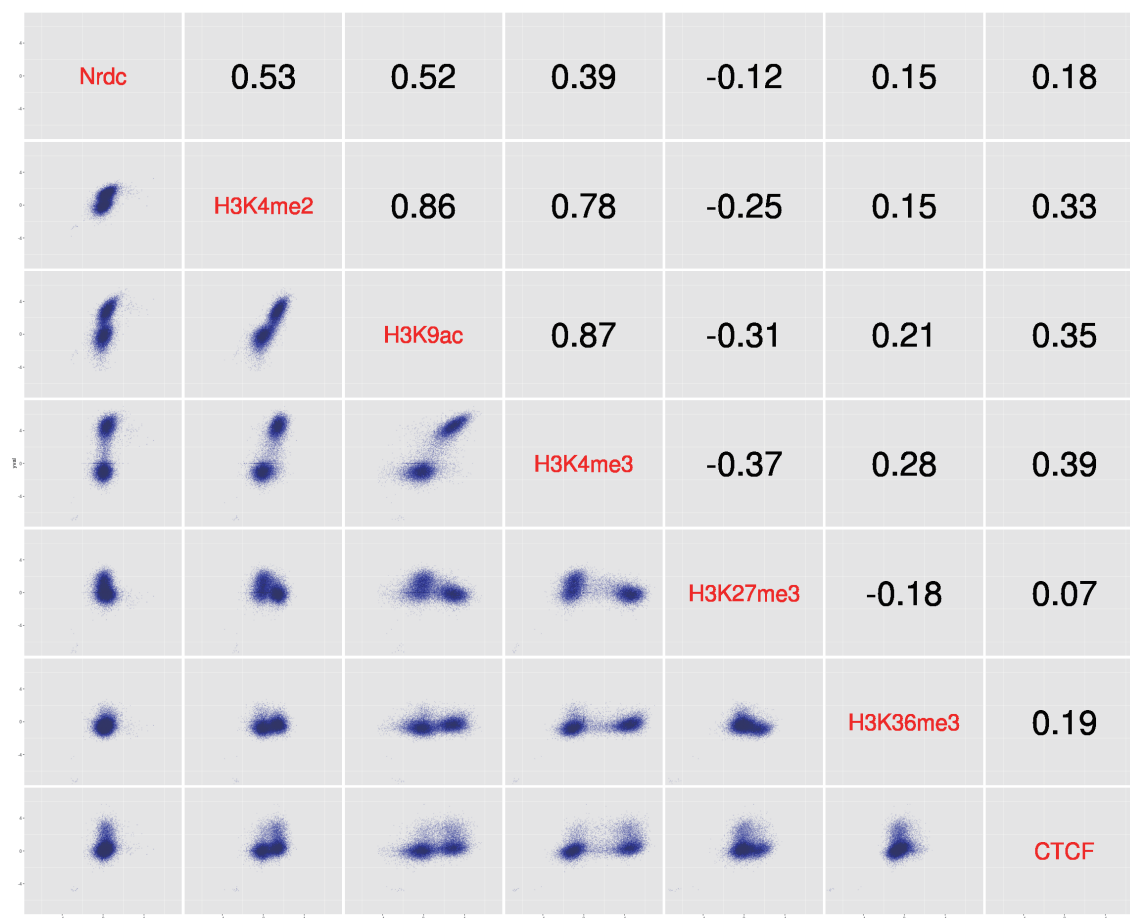 Nrdc 0.53 0.52 0.39 -0.12 0.15 0.18
H3K4me2 0.86 0.78 -0.25 0.15 0.33
H3K9ac 0.87 -0.31 0.21 0.35
H3K4me3 -0.37 0.28 0.39
H3K27me3 -0.18 0.07
H3K36me3 0.19
CTCF